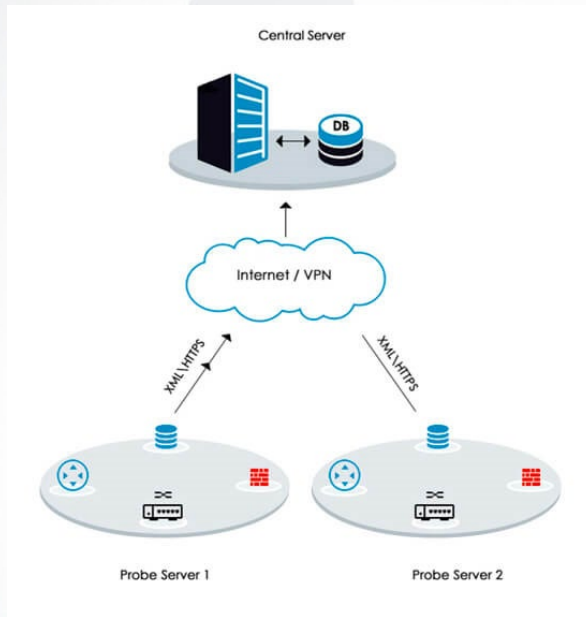 Central Server
DB
Internet / VPN
XML\HTTPS
XML\HTTPS
Probe Server 1
Probe Server 2